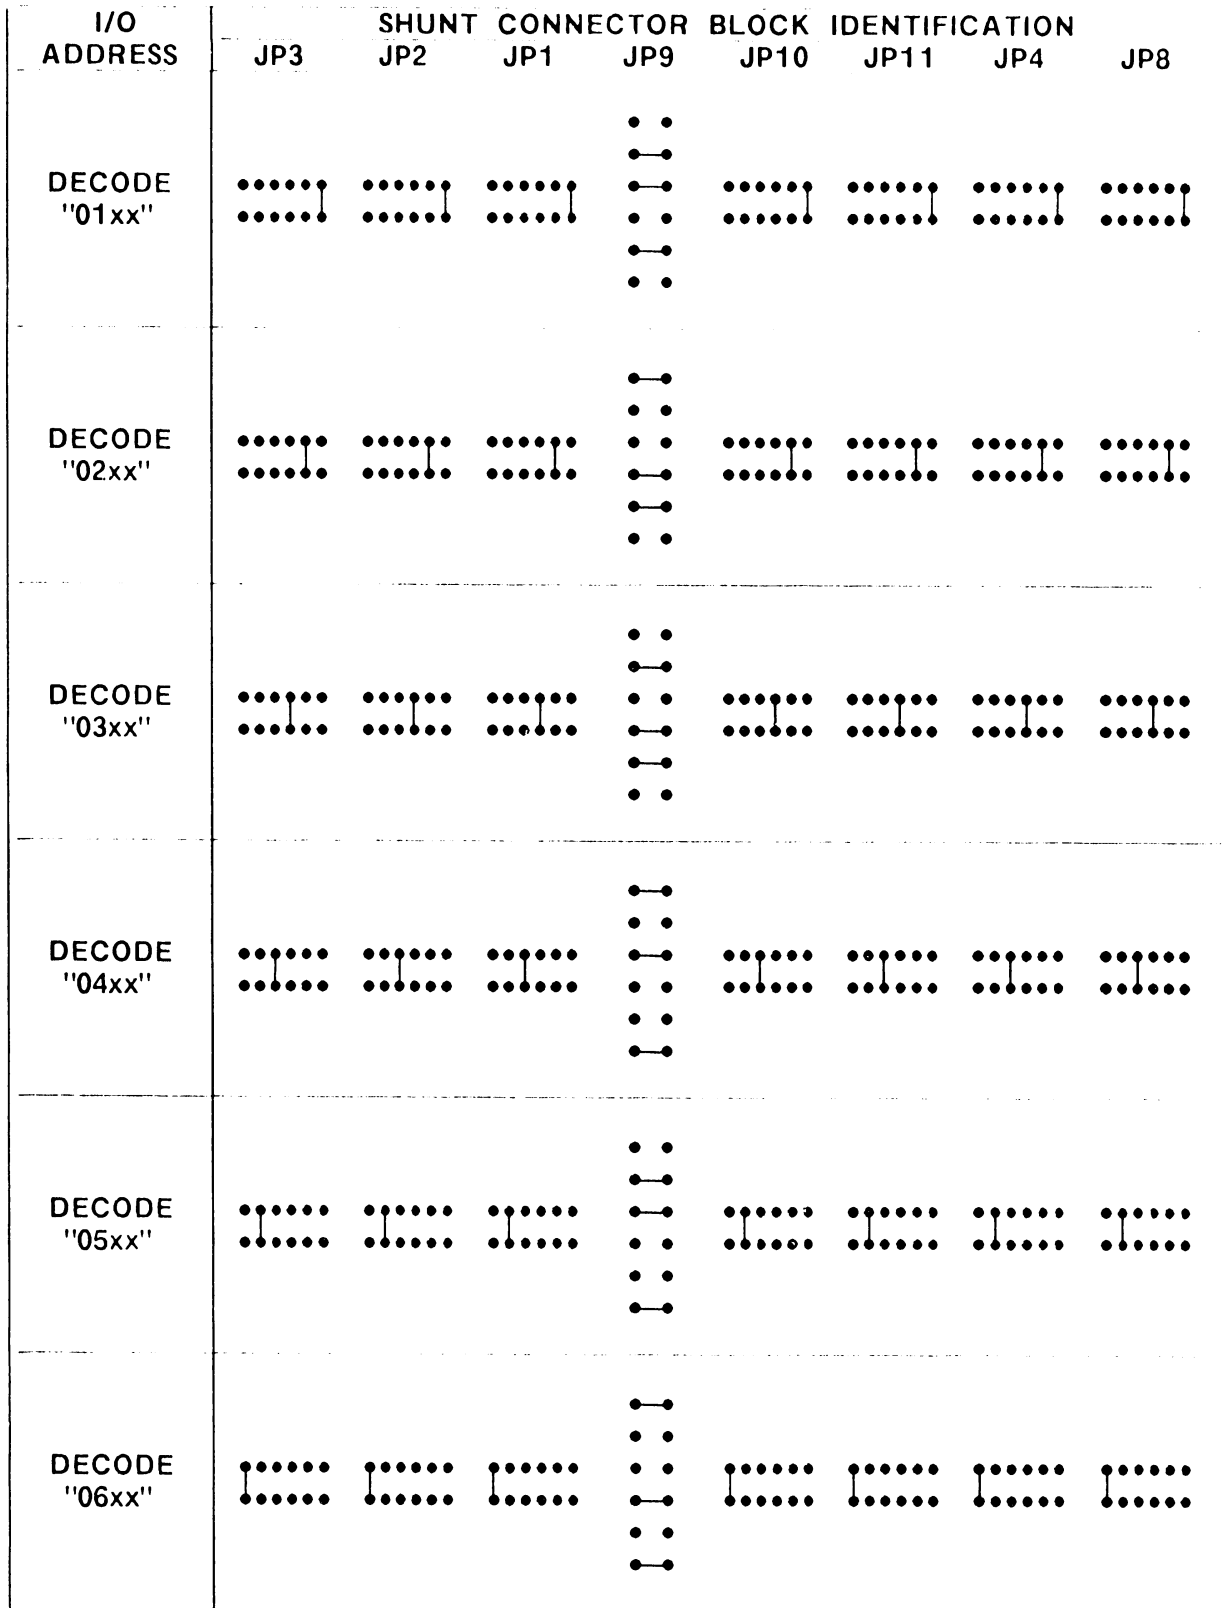 I/O
ADDRESS
SHUNT CONNECTOR BLOCK IDENTIFICATION
JP3 JP2 JP1 JP9 JP10 JP11 JP4 JP8
DECODE
"01xx"
DECODE
"02xx"
DECODE
"03xx"
DECODE
"04xx"
DECODE
"05xx"
DECODE
"06xx"